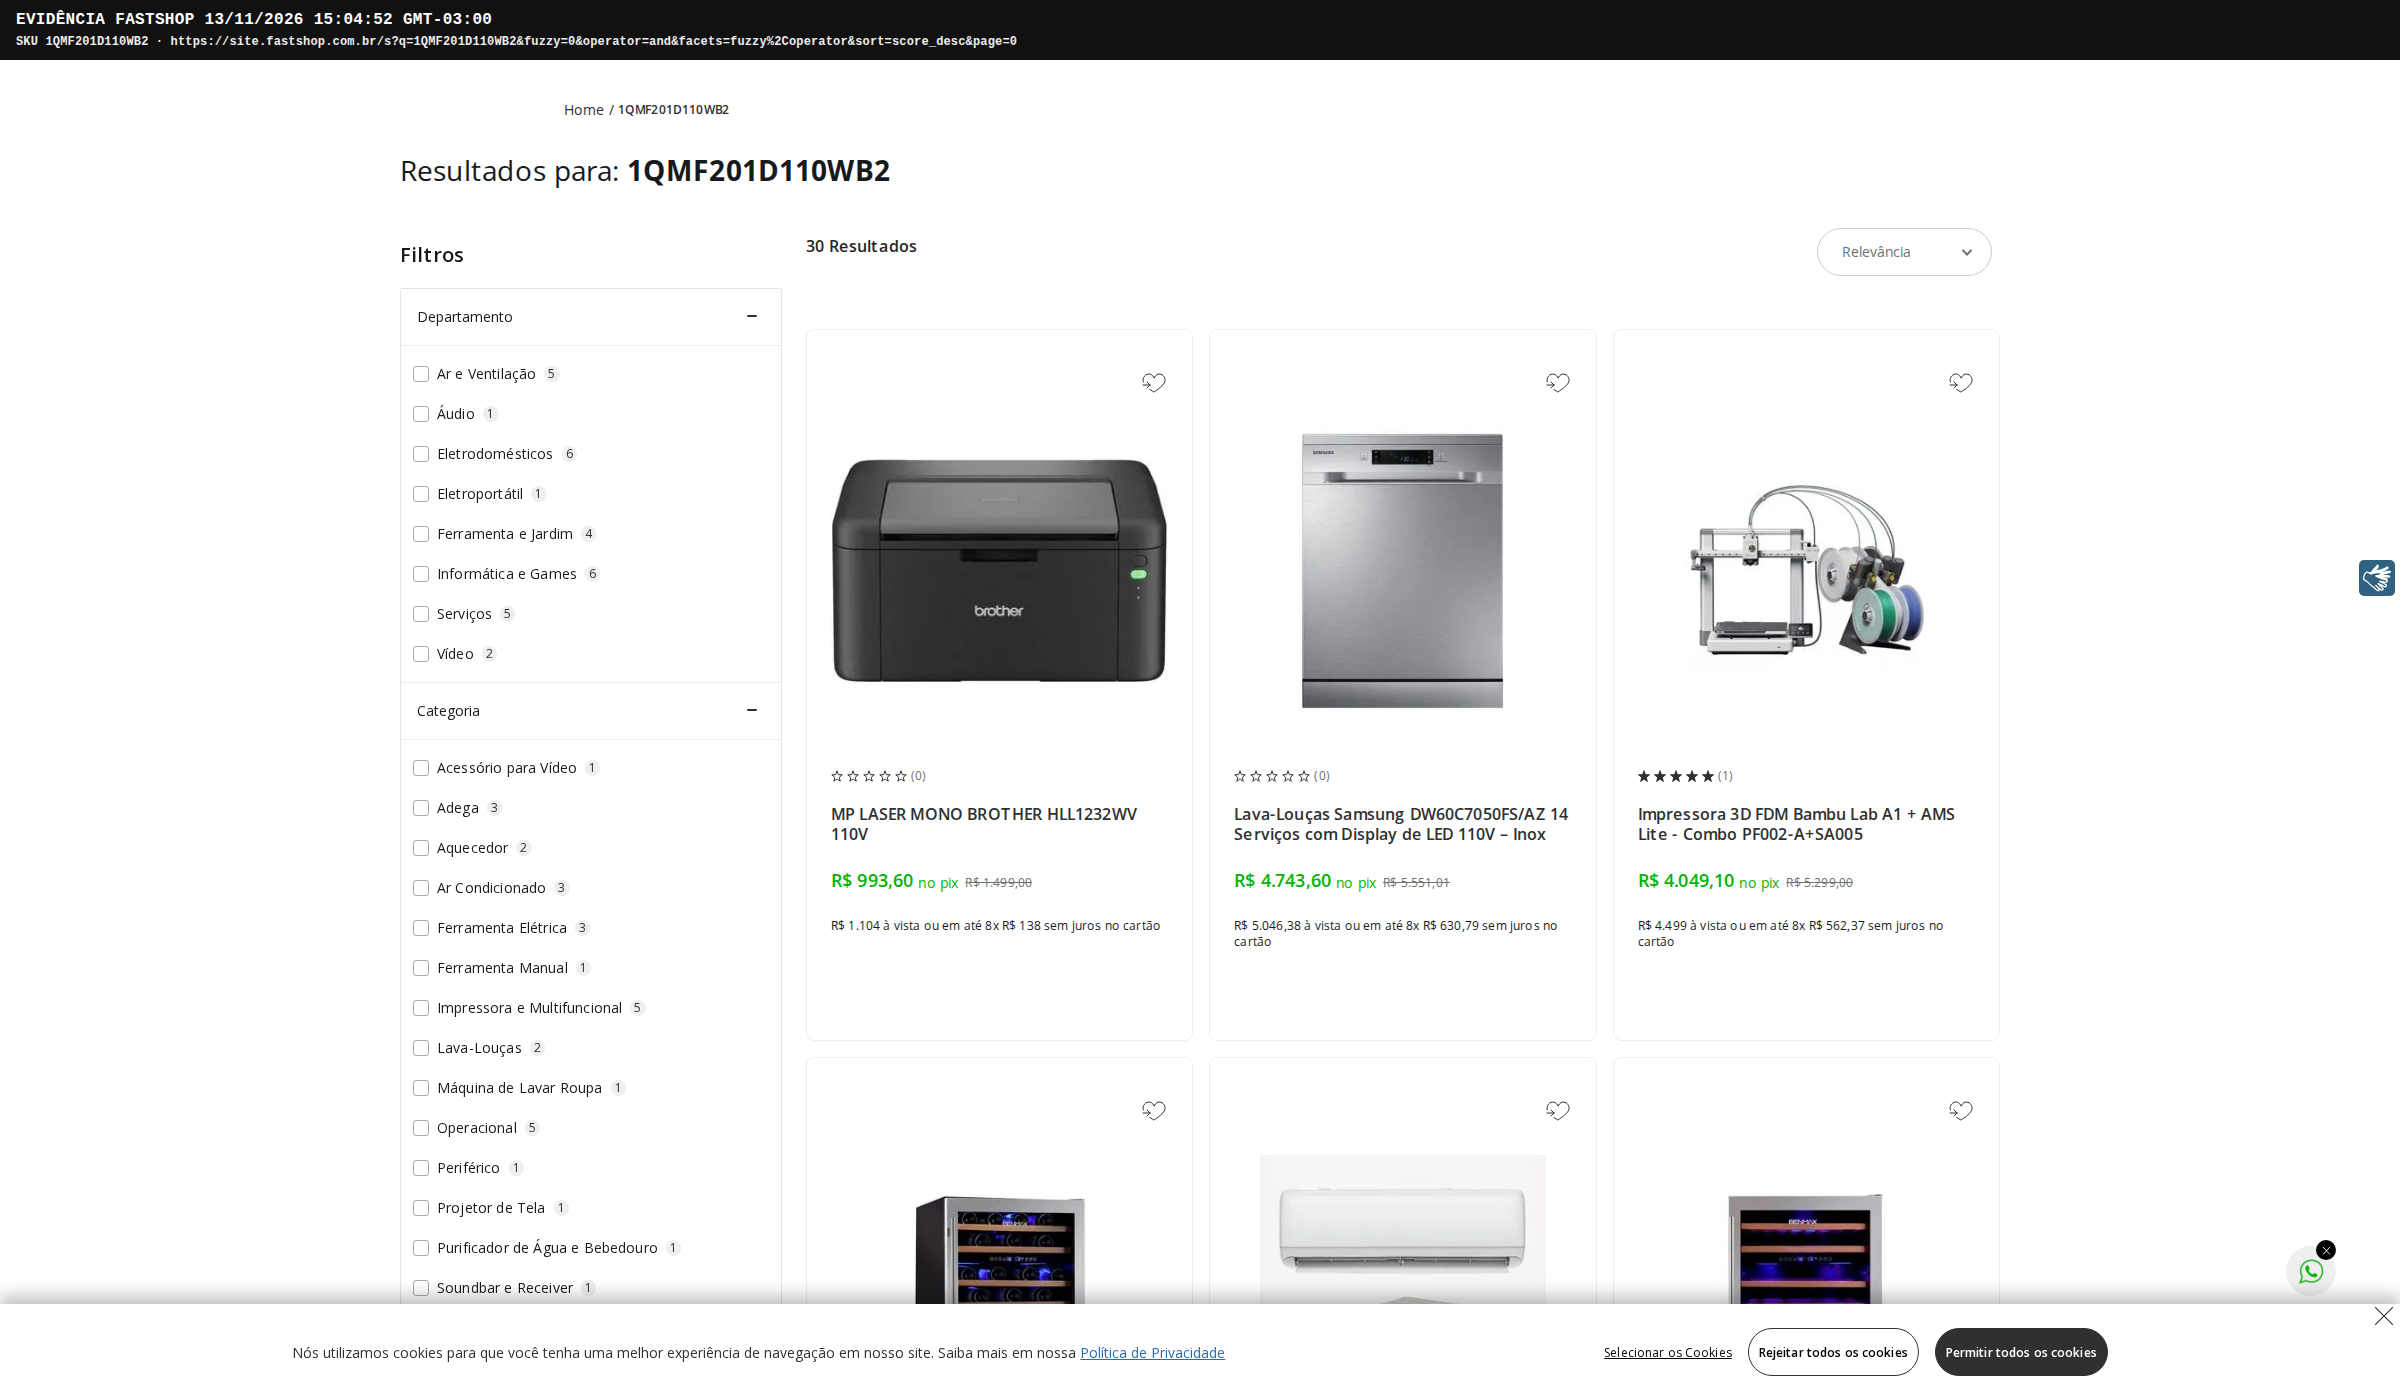 EVIDÊNCIA FASTSHOP 13/11/2026 15:04:52 GMT-03:00
SKU 1QMF201D110WB2 · https://site.fastshop.com.br/s?q=1QMF201D110WB2&fuzzy=0&operator=and&facets=fuzzy%2Coperator&sort=score_desc&page=0
Home / 1QMF201D110WB2
Resultados para: 1QMF201D110WB2
Filtros
30 Resultados
Relevância
Departamento
Ar e Ventilação 5
Áudio 1
Eletrodomésticos 6
Eletroportátil 1
Ferramenta e Jardim 4
Informática e Games 6
Serviços 5
Vídeo 2
Categoria
Acessório para Vídeo 1
Adega 3
Aquecedor 2
Ar Condicionado 3
Ferramenta Elétrica 3
Ferramenta Manual 1
Impressora e Multifuncional 5
Lava-Louças 2
Máquina de Lavar Roupa 1
Operacional 5
Periférico 1
Projetor de Tela 1
Purificador de Água e Bebedouro 1
Soundbar e Receiver 1
brother
(0)
MP LASER MONO BROTHER HLL1232WV
110V
R$ 993,60 no pix R$ 1.499,00
R$ 1.104 à vista ou em até 8x R$ 138 sem juros no cartão
SAMSUNG
(0)
Lava-Louças Samsung DW60C7050FS/AZ 14
Serviços com Display de LED 110V – Inox
R$ 4.743,60 no pix R$ 5.551,01
R$ 5.046,38 à vista ou em até 8x R$ 630,79 sem juros no
cartão
(1)
Impressora 3D FDM Bambu Lab A1 + AMS
Lite - Combo PF002-A+SA005
R$ 4.049,10 no pix R$ 5.299,00
R$ 4.499 à vista ou em até 8x R$ 562,37 sem juros no
cartão
BENMAX
BENMAX
Nós utilizamos cookies para que você tenha uma melhor experiência de navegação em nosso site. Saiba mais em nossa Política de Privacidade
Selecionar os Cookies
Rejeitar todos os cookies
Permitir todos os cookies